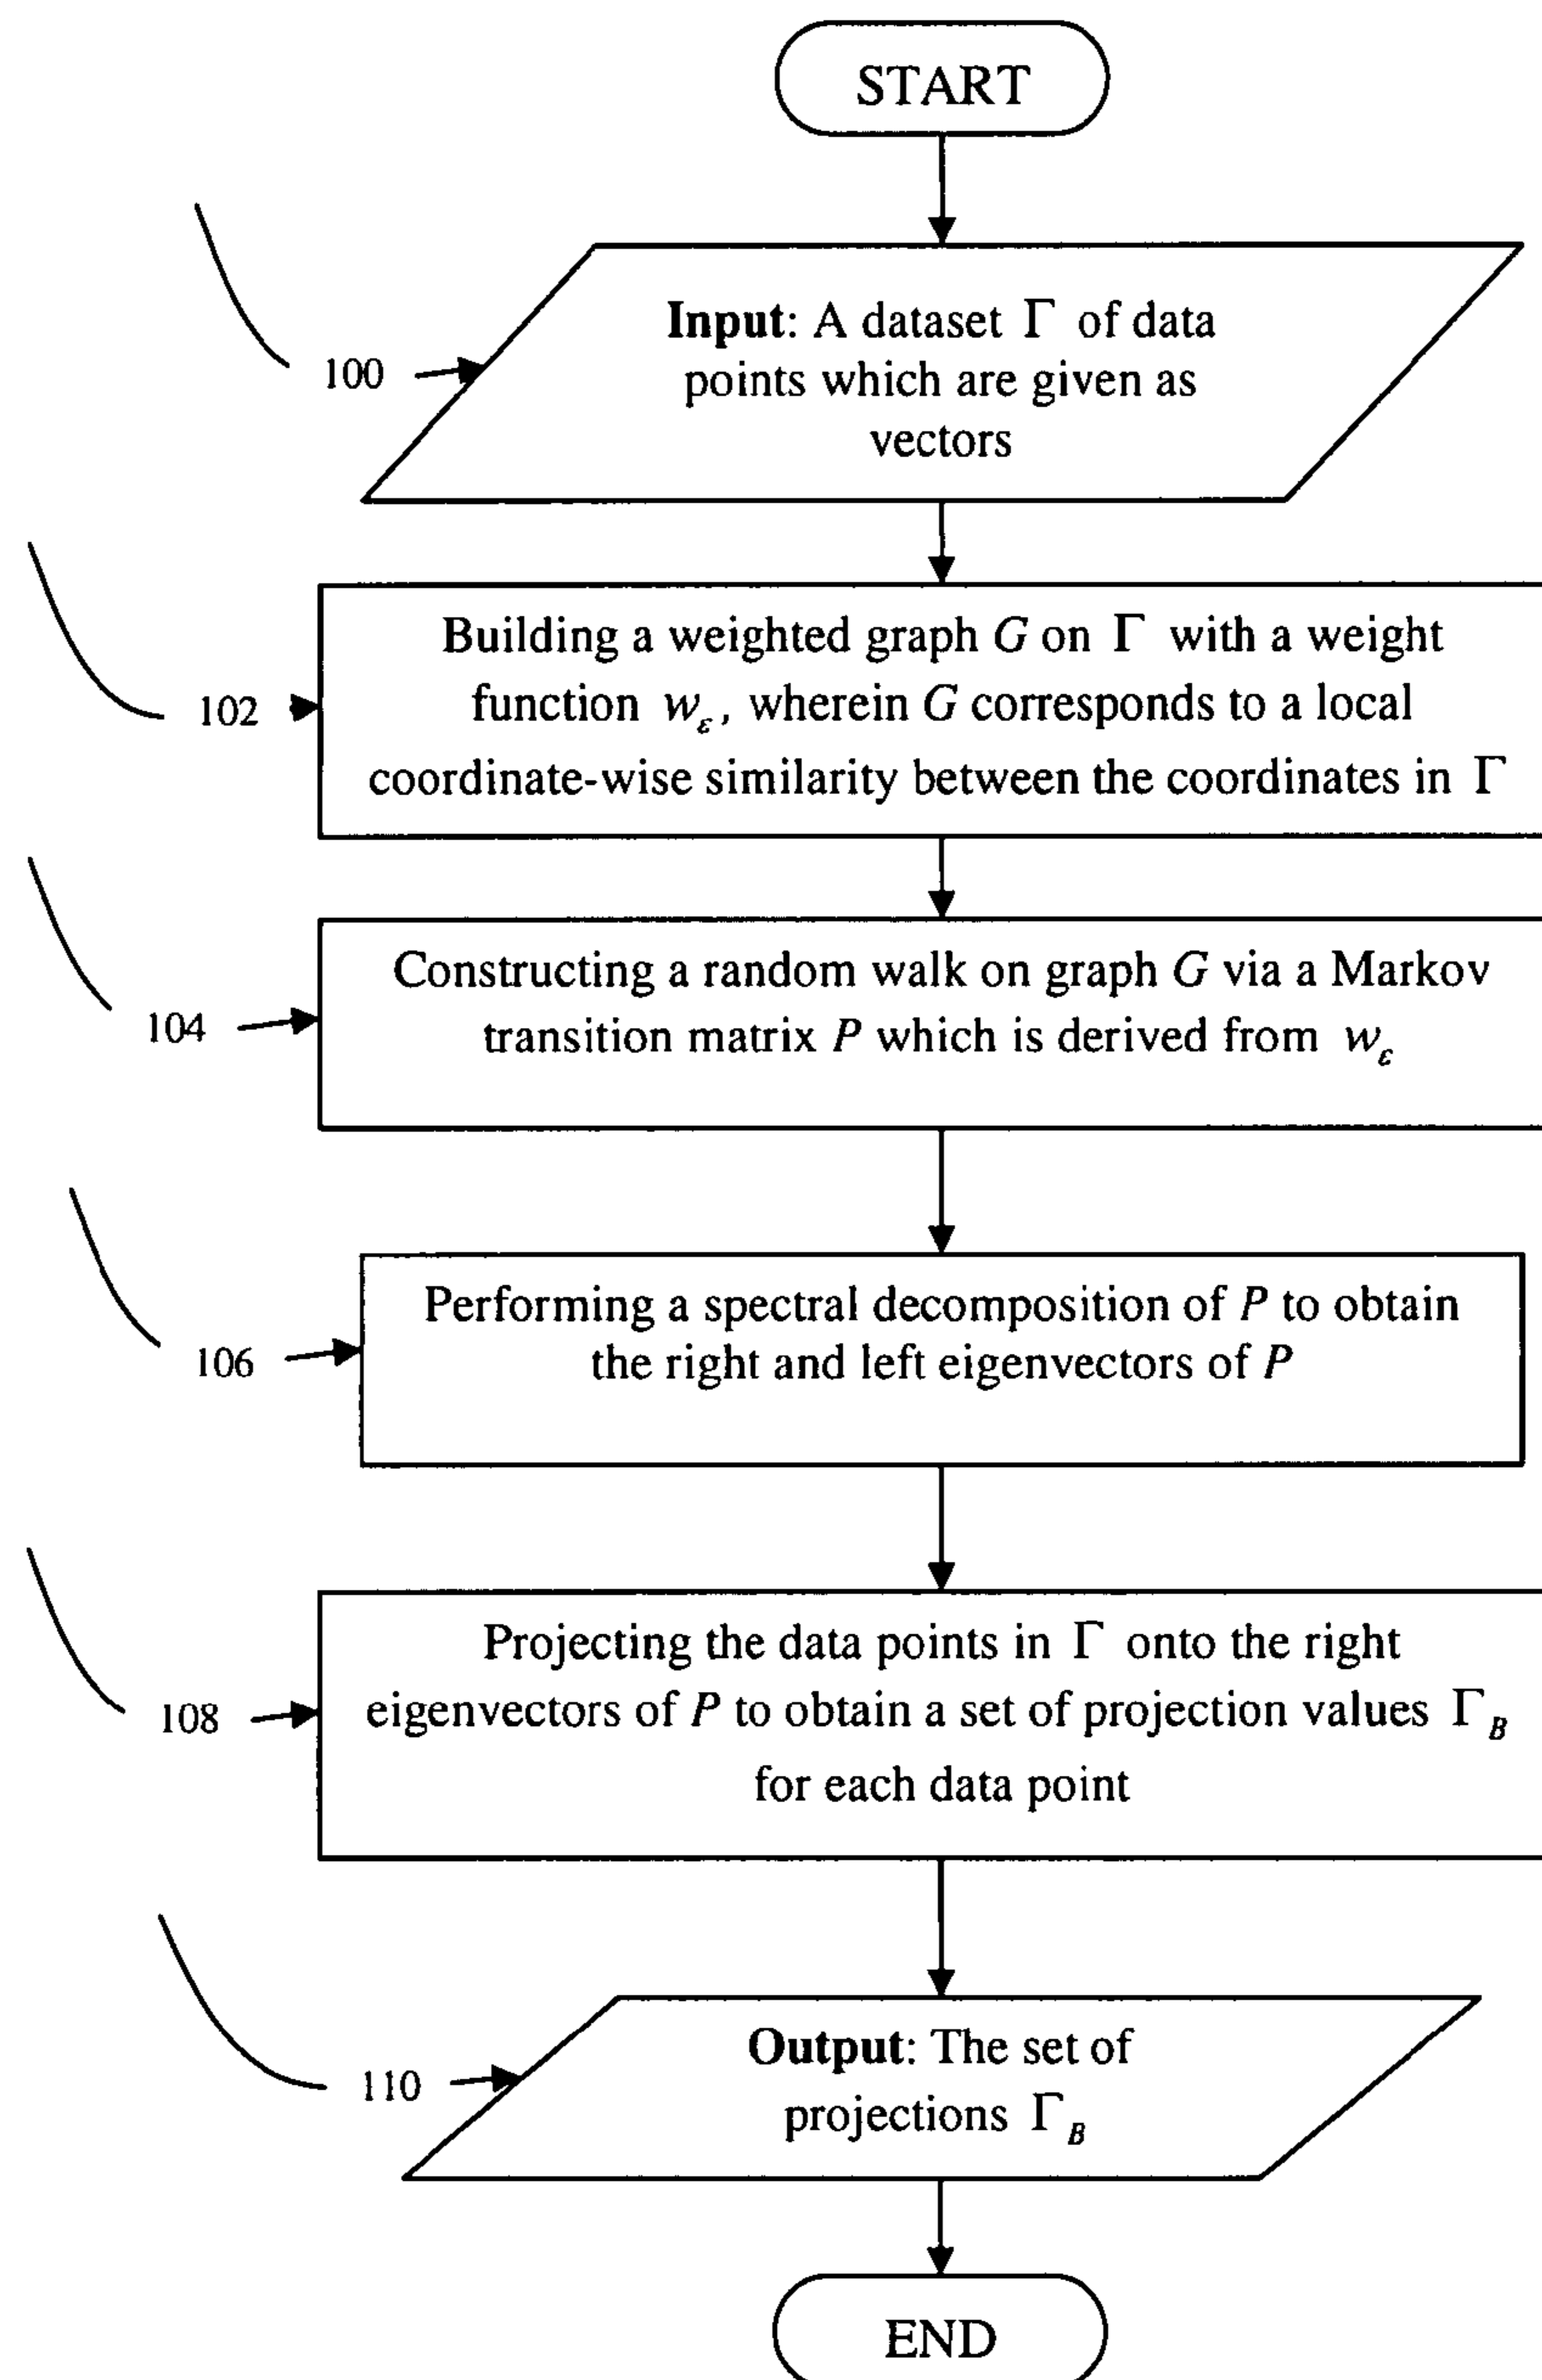 START
Input: A dataset Γ of data
points which are given as
vectors
100
Building a weighted graph G on Γ with a weight
function w_ε, wherein G corresponds to a local
coordinate-wise similarity between the coordinates in Γ
102
Constructing a random walk on graph G via a Markov
transition matrix P which is derived from w_ε
104
Performing a spectral decomposition of P to obtain
the right and left eigenvectors of P
106
Projecting the data points in Γ onto the right
eigenvectors of P to obtain a set of projection values Γ_B
for each data point
108
Output: The set of
projections Γ_B
110
END